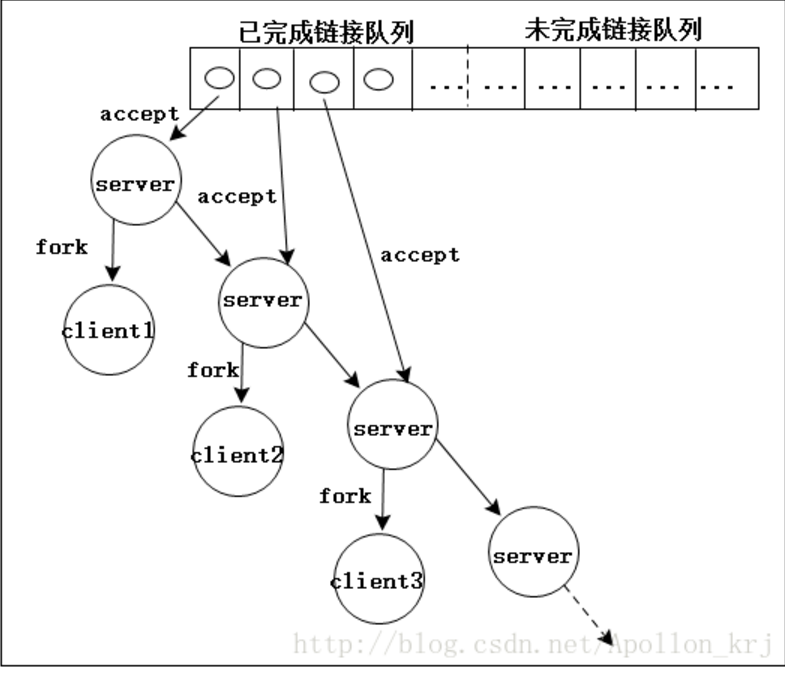 已完成链接队列 未完成链接队列
... ... ... ... ... ...
accept
server
accept
fork
accept
server
client1
fork
server
client2
fork
server
client3
http://blog.csdn.net/Apollon_krj